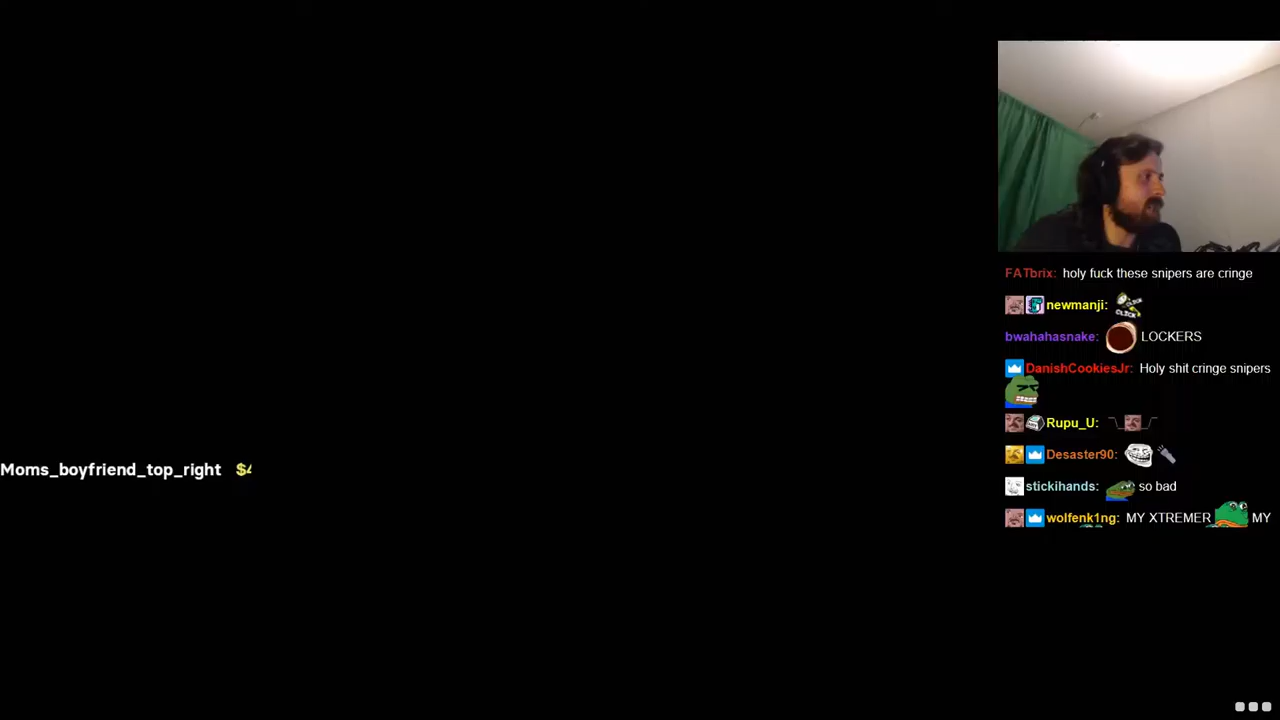 FATbrix: holy fuck these snipers are cringe
newmanji:
bwahahasnake: LOCKERS
DanishCookiesJr: Holy shit cringe snipers
Rupu_U:
Desaster90:
Moms_boyfriend_top_right $4
stickihands: so bad
wolfenk1ng: MY XTREMER MY